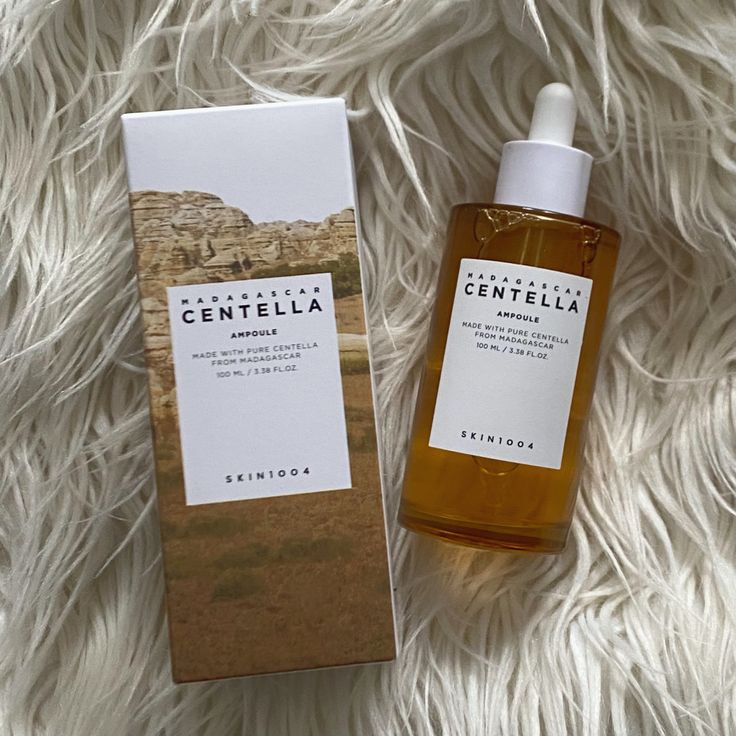 MADAGASCAR
CENTELLA
AMPOULE
MADE WITH PURE CENTELLA
FROM MADAGASCAR
100 ML / 3.38 FL.OZ.
SKIN1004
MADAGASCAR
CENTELLA
AMPOULE
MADE WITH PURE CENTELLA
FROM MADAGASCAR
100 ML / 3.38 FL.OZ.
SKIN1004